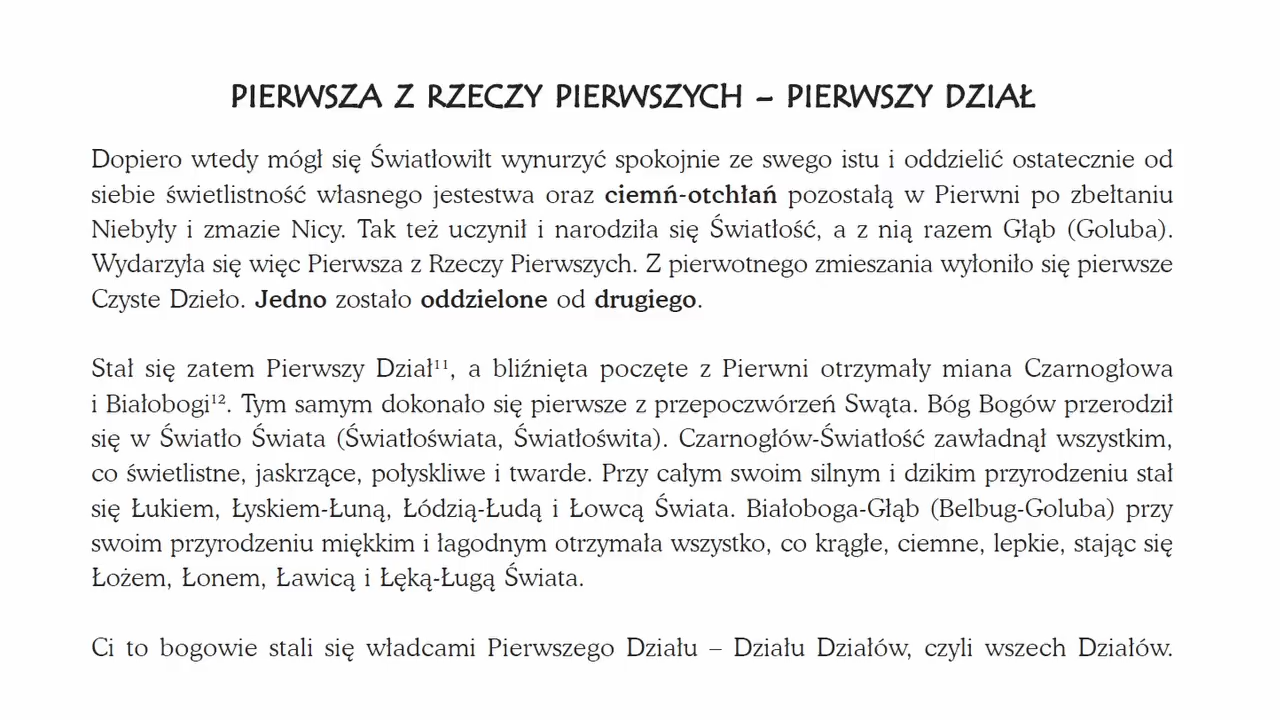 PIERWSZA Z RZECZY PIERWSZYCH – PIERWSZY DZIAŁ
Dopiero wtedy mógł się Światłowiłt wynurzyć spokojnie ze swego istu i oddzielić ostatecznie od
siebie świetlistność własnego jestestwa oraz ciemń-otchłań pozostałą w Pierwni po zbełtaniu
Niebyły i zmazie Nicy. Tak też uczynił i narodziła się Światłość, a z nią razem Głąb (Goluba).
Wydarzyła się więc Pierwsza z Rzeczy Pierwszych. Z pierwotnego zmieszania wyłoniło się pierwsze
Czyste Dzieło. Jedno zostało oddzielone od drugiego.
Stał się zatem Pierwszy Dział¹¹, a bliźnięta poczęte z Pierwni otrzymały miana Czarnogłowa
i Białobogi¹². Tym samym dokonało się pierwsze z przepoczwórzeń Swąta. Bóg Bogów przerodził
się w Światło Świata (Światłoświata, Światłoświta). Czarnogłów-Światłość zawładnął wszystkim,
co świetlistne, jaskrzące, połyskliwe i twarde. Przy całym swoim silnym i dzikim przyrodzeniu stał
się Łukiem, Łyskiem-Łuną, Łódzią-Łudą i Łowcą Świata. Białoboga-Głąb (Belbug-Goluba) przy
swoim przyrodzeniu miękkim i łagodnym otrzymała wszystko, co krągłe, ciemne, lepkie, stając się
Łożem, Łonem, Ławicą i Łęką-Ługą Świata.
Ci to bogowie stali się władcami Pierwszego Działu – Działu Działów, czyli wszech Działów.